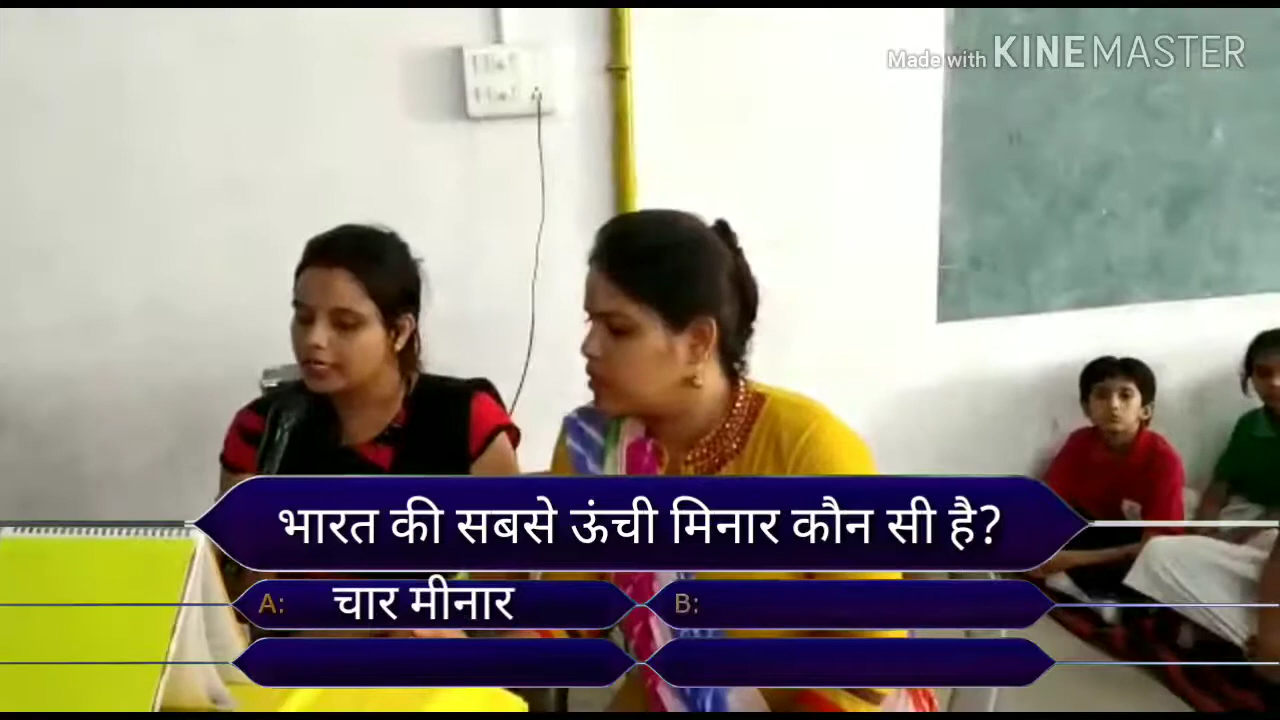 Made with KINEMASTER
भारत की सबसे ऊंची मिनार कौन सी है?
A: चार मीनार
B: